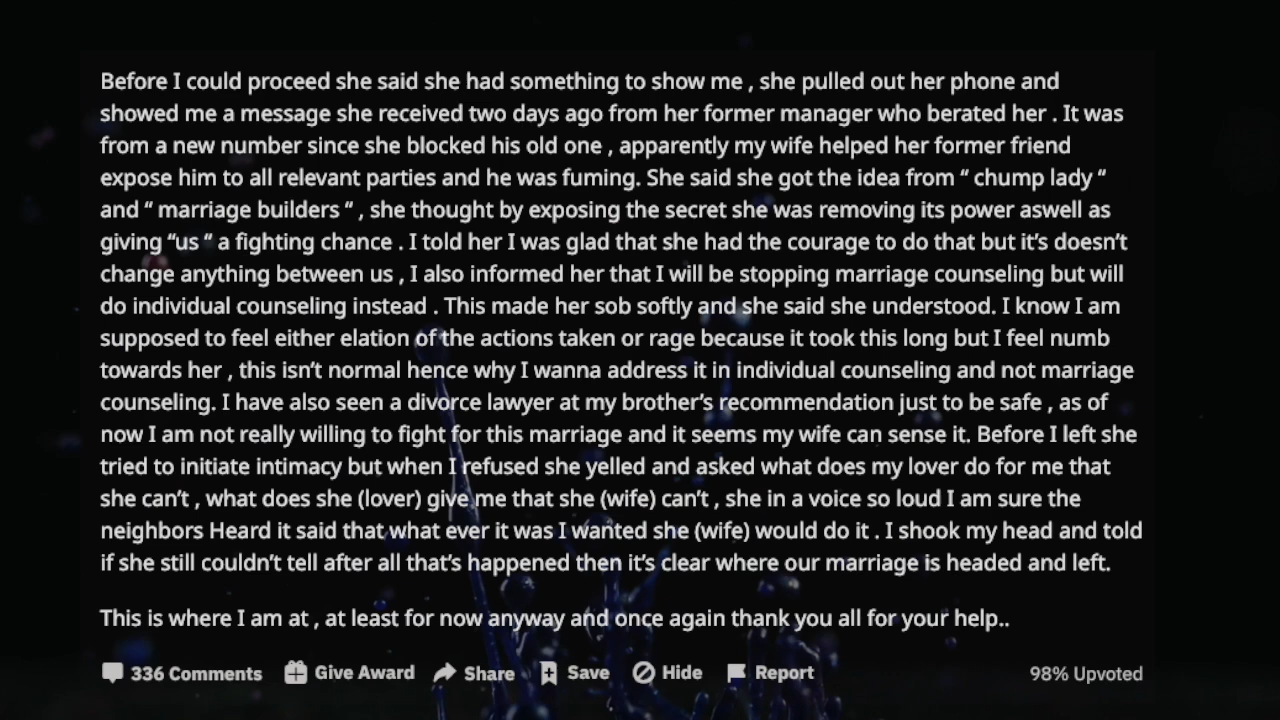 Before I could proceed she said she had something to show me , she pulled out her phone and
showed me a message she received two days ago from her former manager who berated her . It was
from a new number since she blocked his old one , apparently my wife helped her former friend
expose him to all relevant parties and he was fuming. She said she got the idea from “ chump lady “
and “ marriage builders “ , she thought by exposing the secret she was removing its power aswell as
giving “us “ a fighting chance . I told her I was glad that she had the courage to do that but it’s doesn’t
change anything between us , I also informed her that I will be stopping marriage counseling but will
do individual counseling instead . This made her sob softly and she said she understood. I know I am
supposed to feel either elation of the actions taken or rage because it took this long but I feel numb
towards her , this isn’t normal hence why I wanna address it in individual counseling and not marriage
counseling. I have also seen a divorce lawyer at my brother’s recommendation just to be safe , as of
now I am not really willing to fight for this marriage and it seems my wife can sense it. Before I left she
tried to initiate intimacy but when I refused she yelled and asked what does my lover do for me that
she can’t , what does she (lover) give me that she (wife) can’t , she in a voice so loud I am sure the
neighbors Heard it said that what ever it was I wanted she (wife) would do it . I shook my head and told
if she still couldn’t tell after all that’s happened then it’s clear where our marriage is headed and left.
This is where I am at , at least for now anyway and once again thank you all for your help..
336 Comments Give Award Share Save Hide Report 98% Upvoted